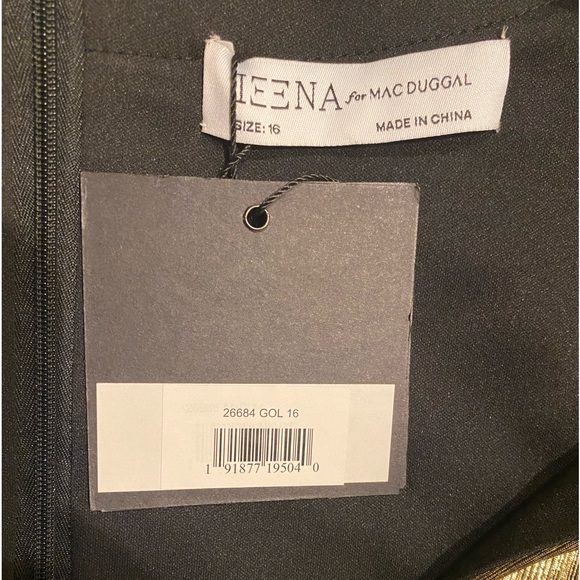 IEENA for MAC DUGGAL
SIZE: 16 MADE IN CHINA
26684 GOL 16
1 91877 19504 0